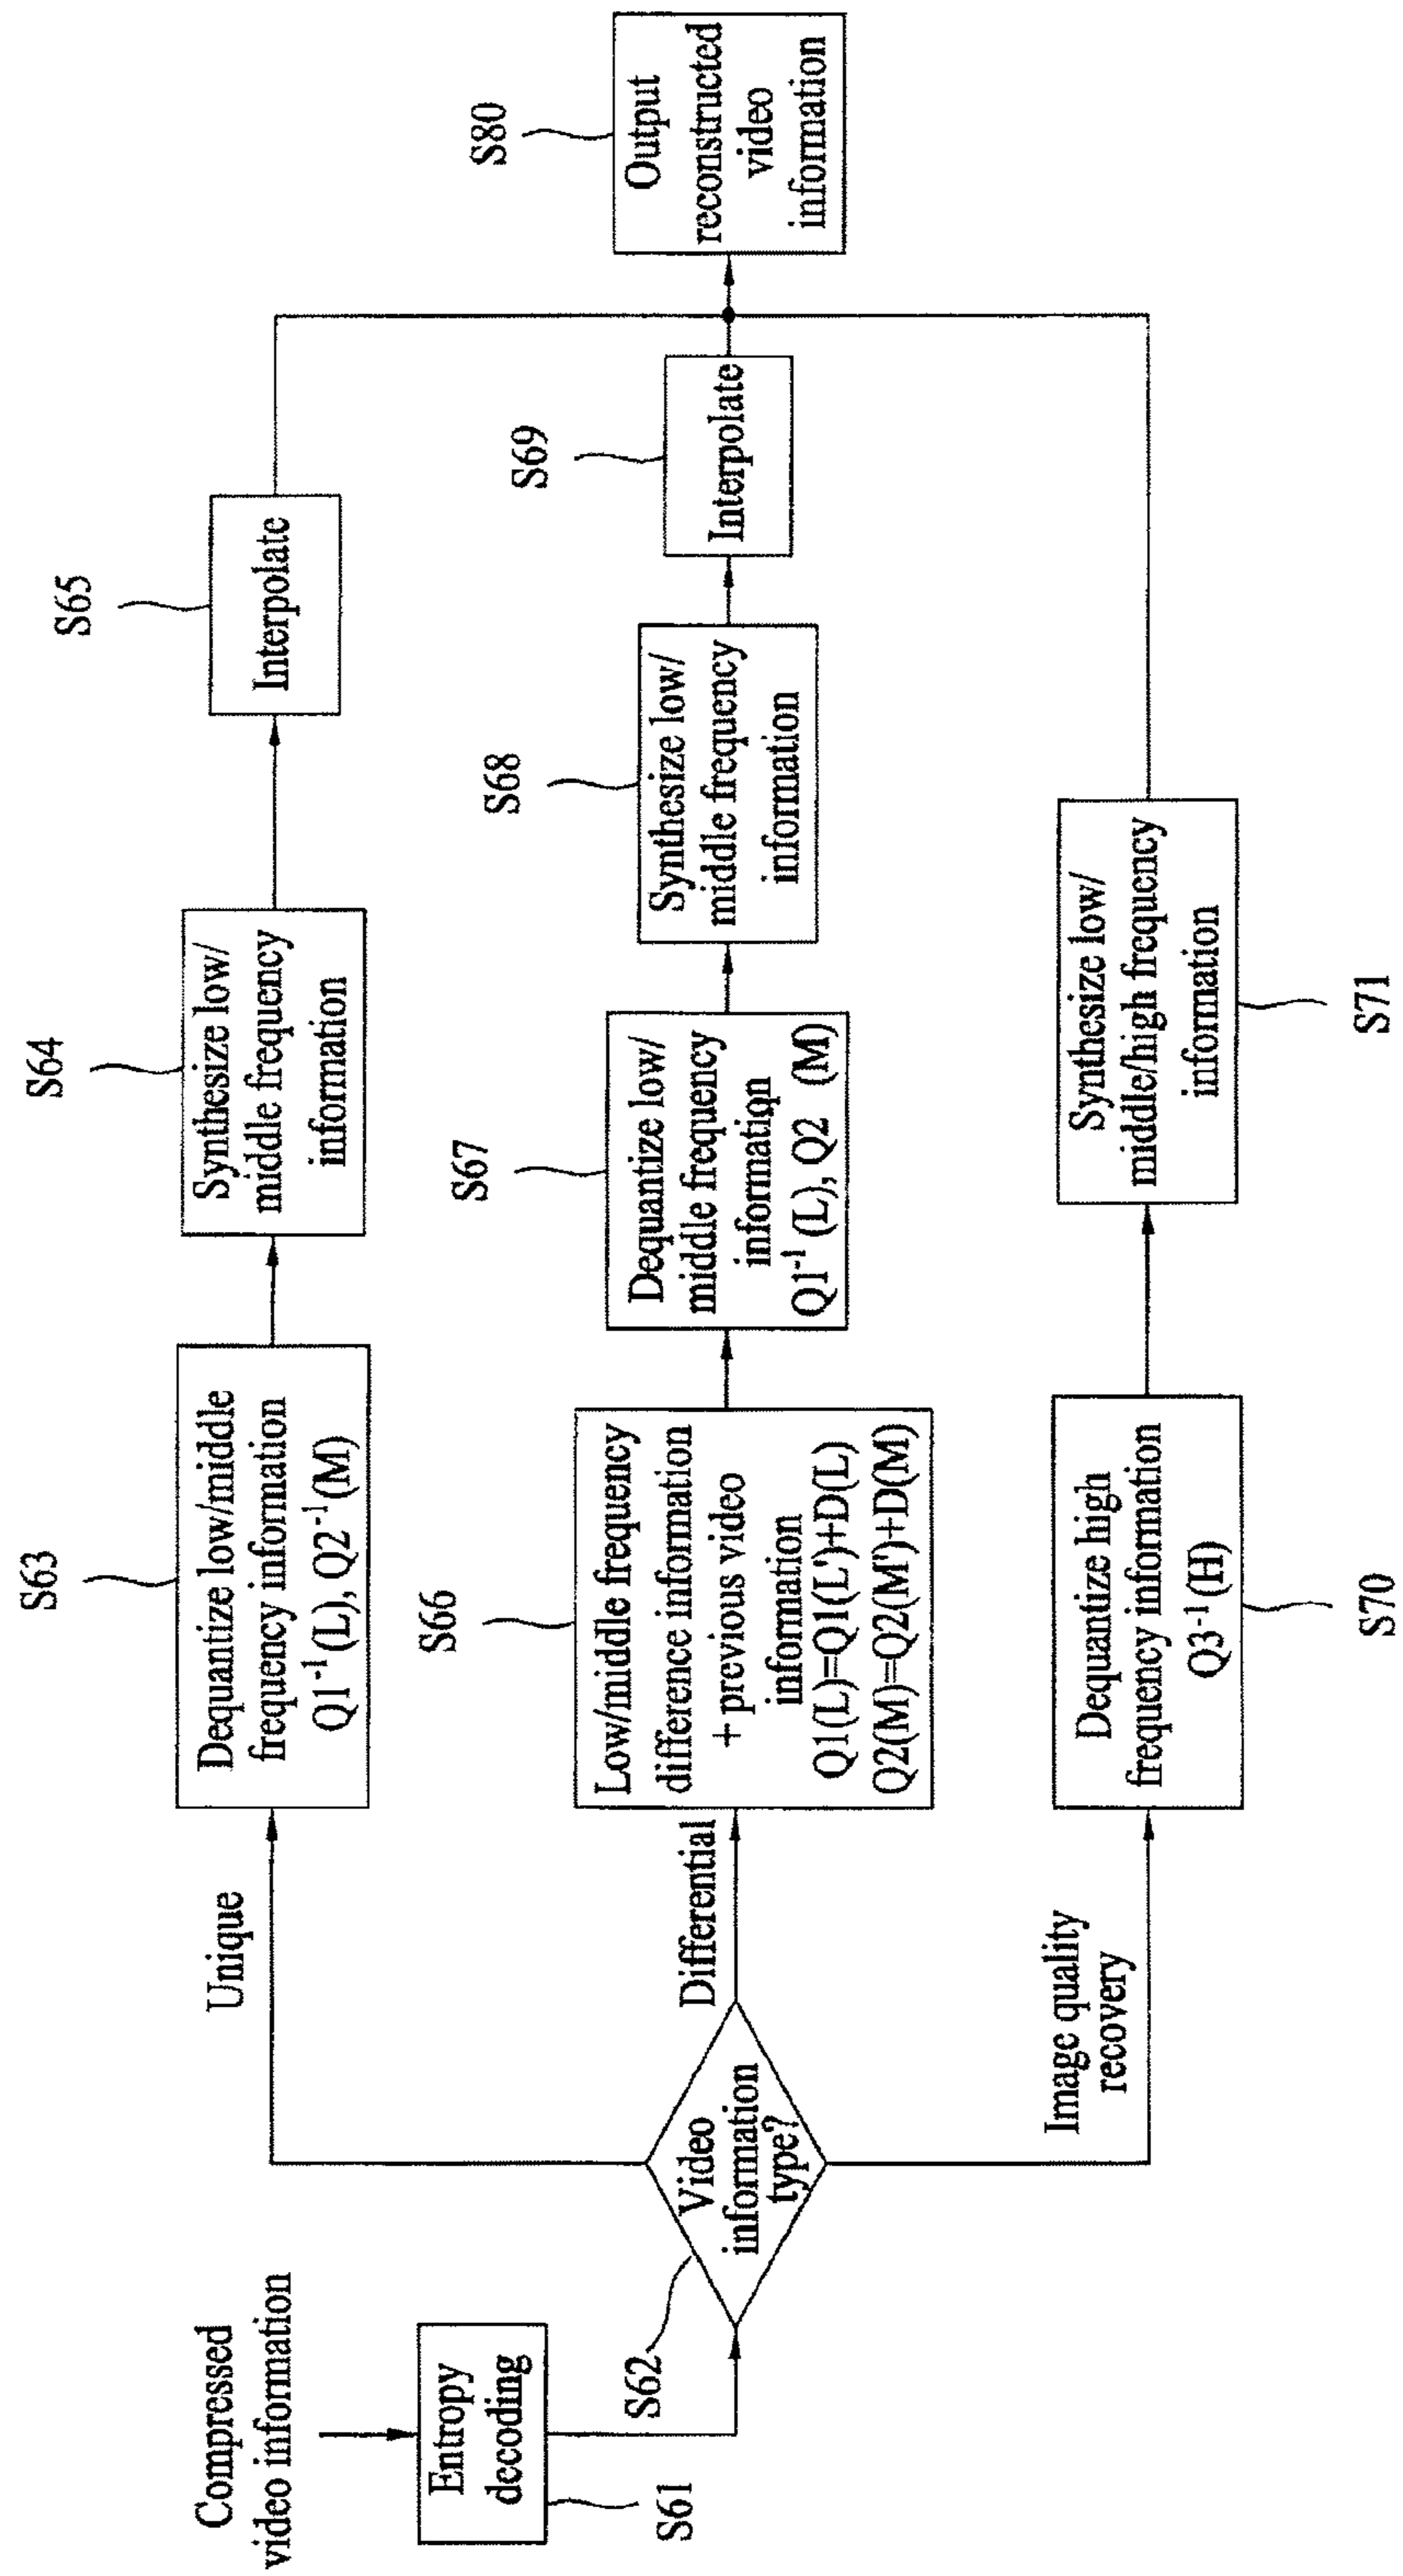 Compressed
video information
Entropy
decoding
S61
S62
Video
information
type?
Unique
Differential
Image quality
recovery
S63
Dequantize low/middle
frequency information
Q1⁻¹(L), Q2⁻¹(M)
S64
Synthesize low/
middle frequency
information
S65
Interpolate
S66
Low/middle frequency
difference information
+ previous video
information
Q1(L)=Q1(L')+D(L)
Q2(M)=Q2(M')+D(M)
S67
Dequantize low/
middle frequency
information
Q1⁻¹ (L), Q2 (M)
S68
Synthesize low/
middle frequency
information
S69
Interpolate
Dequantize high
frequency information
Q3⁻¹(H)
S70
Synthesize low/
middle/high frequency
information
S71
S80
Output
reconstructed
video
information